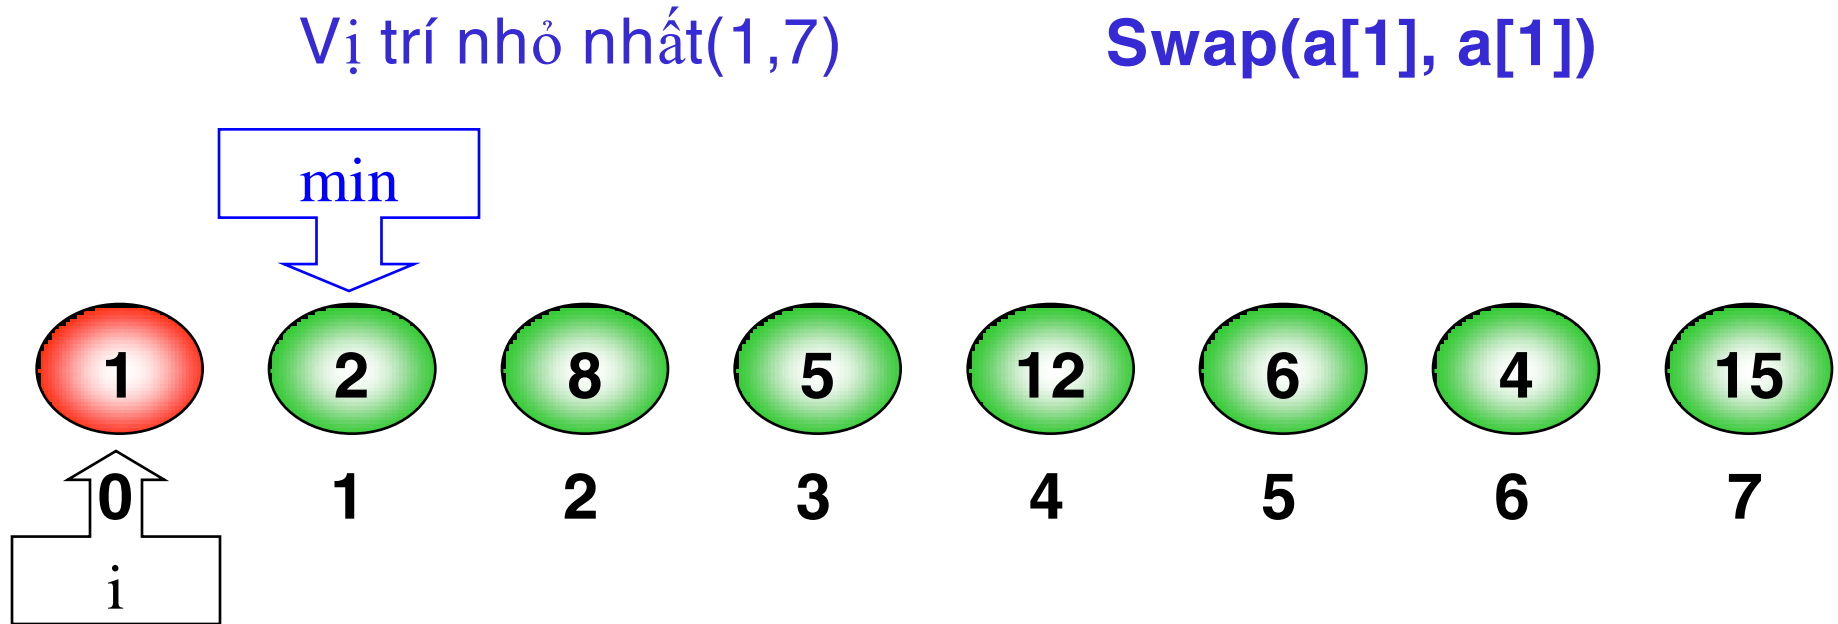 Vị trí nhỏ nhất(1,7) Swap(a[1], a[1])
min
1 2 8 5 12 6 4 15
0 1 2 3 4 5 6 7
i